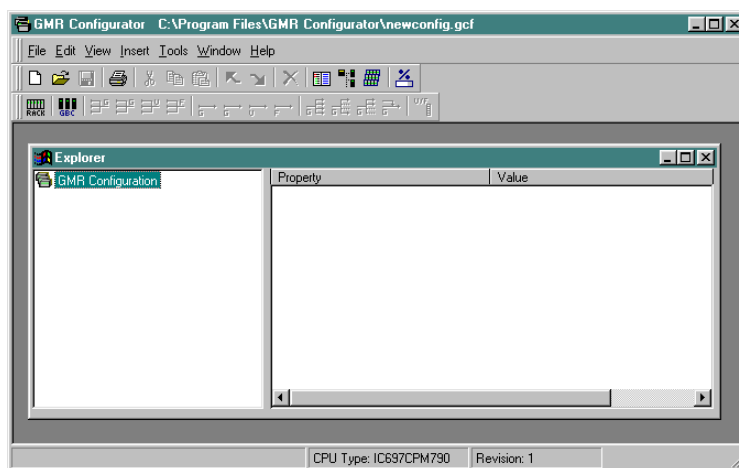 GMR Configurator C:\Program Files\GMR Configurator\newconfig.gcf
File Edit View Insert Tools Window Help
RACK GBC G G U F OFF
Explorer
GMR Configuration Property Value
CPU Type: IC697CPM790 Revision: 1